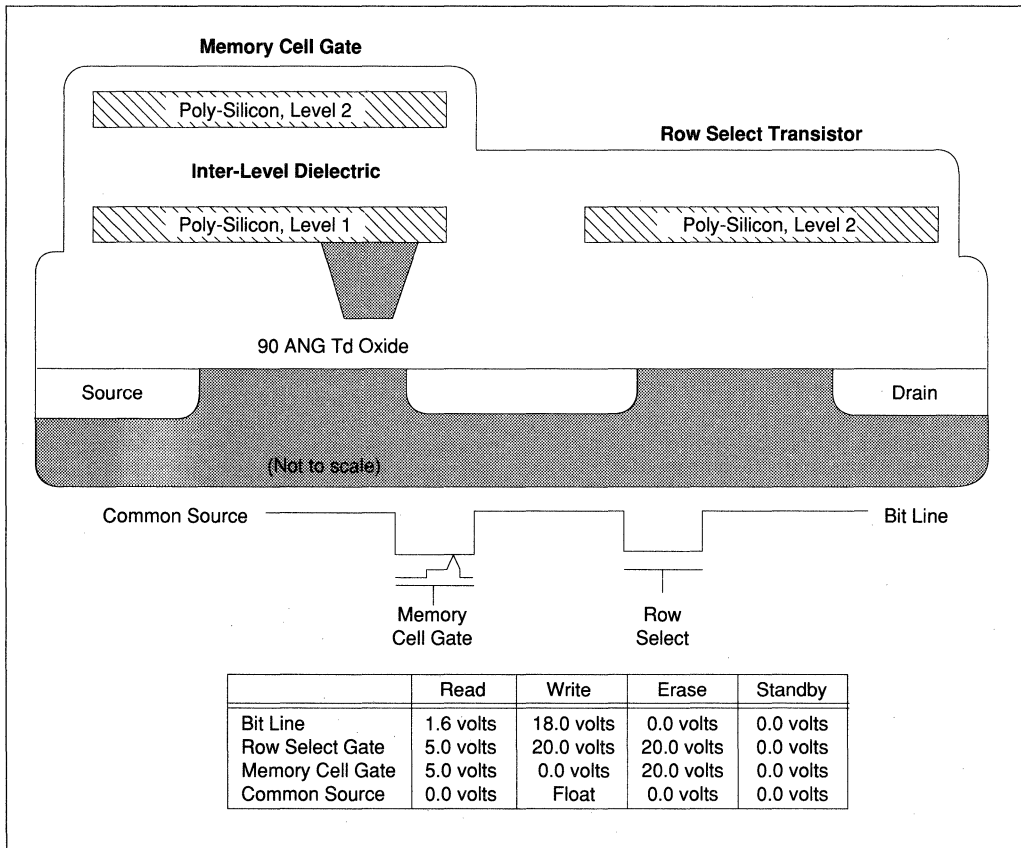 Memory Cell Gate
Poly-Silicon, Level 2
Row Select Transistor
Inter-Level Dielectric
Poly-Silicon, Level 1
Poly-Silicon, Level 2
90 ANG Td Oxide
Source
Drain
(Not to scale)
Common Source
Bit Line
Memory
Cell Gate
Row
Select
Read Write Erase Standby
Bit Line 1.6 volts 18.0 volts 0.0 volts 0.0 volts
Row Select Gate 5.0 volts 20.0 volts 20.0 volts 0.0 volts
Memory Cell Gate 5.0 volts 0.0 volts 20.0 volts 0.0 volts
Common Source 0.0 volts Float 0.0 volts 0.0 volts